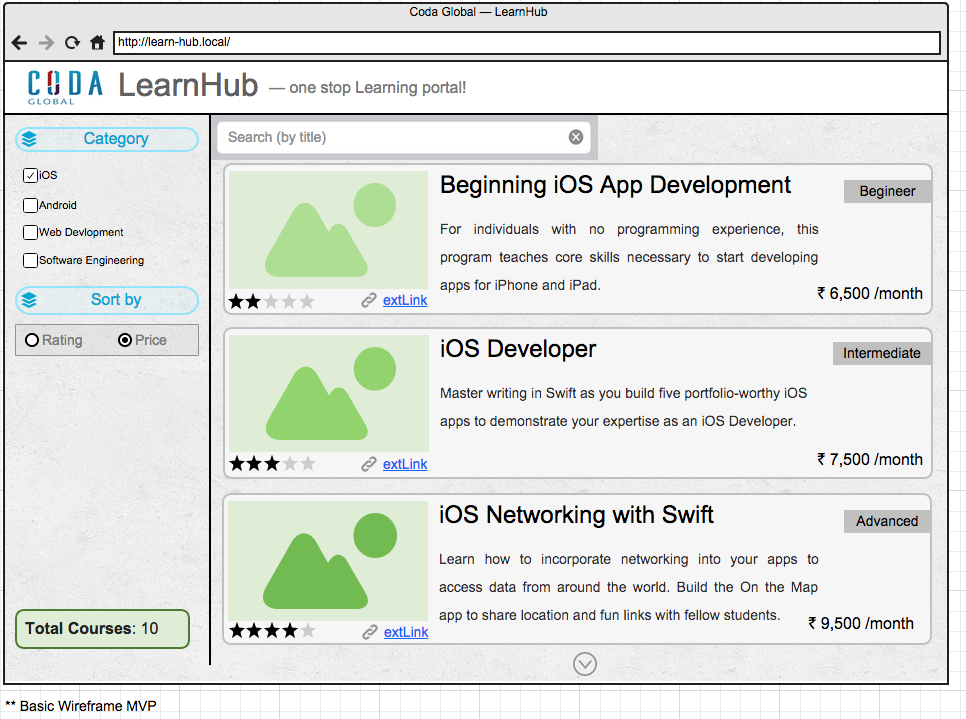 Coda Global — LearnHub
http://learn-hub.local/
CODA
GLOBAL
LearnHub — one stop Learning portal!
Category
iOS
Android
Web Devlopment
Software Engineering
Sort by
Rating
Price
Total Courses: 10
Search (by title)
Beginning iOS App Development
Begineer
For individuals with no programming experience, this
program teaches core skills necessary to start developing
apps for iPhone and iPad.
extLink
₹ 6,500 /month
iOS Developer
Intermediate
Master writing in Swift as you build five portfolio-worthy iOS
apps to demonstrate your expertise as an iOS Developer.
extLink
₹ 7,500 /month
iOS Networking with Swift
Advanced
Learn how to incorporate networking into your apps to
access data from around the world. Build the On the Map
app to share location and fun links with fellow students.
extLink
₹ 9,500 /month
** Basic Wireframe MVP